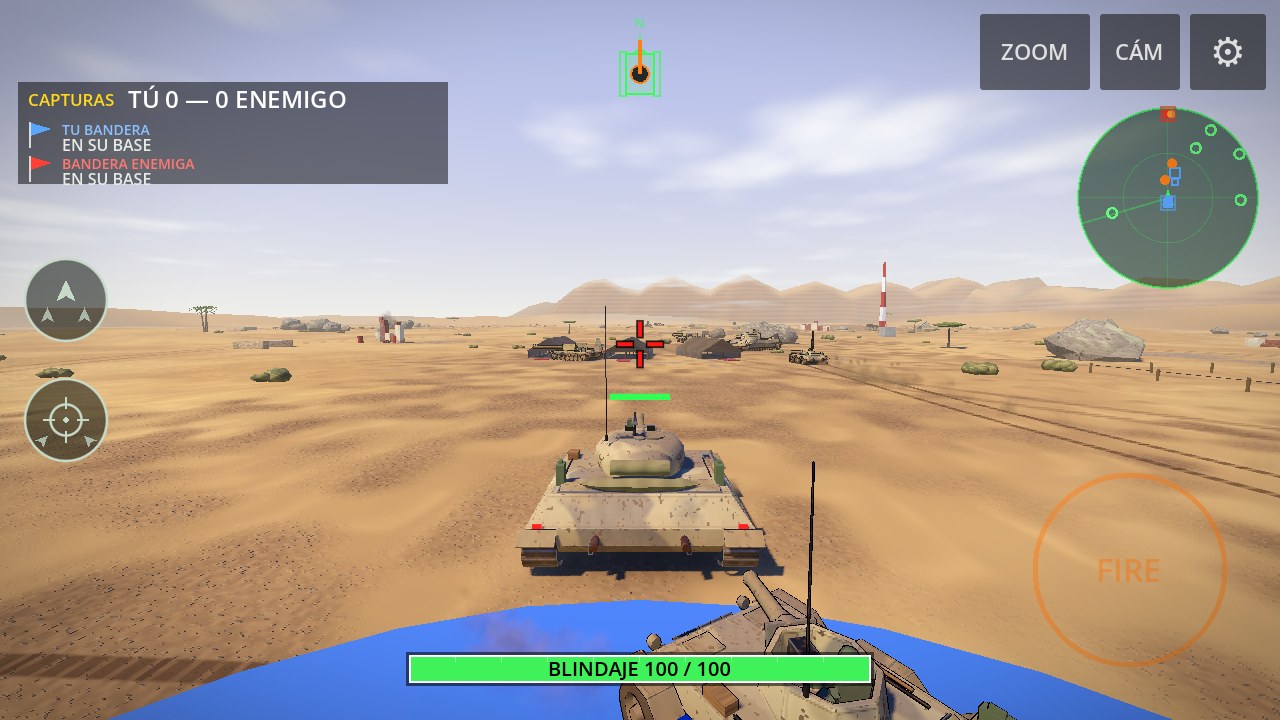 N
ZOOM
CÁM
CAPTURAS TÚ 0 — 0 ENEMIGO
TU BANDERA
EN SU BASE
BANDERA ENEMIGA
EN SU BASE
FIRE
BLINDAJE 100 / 100